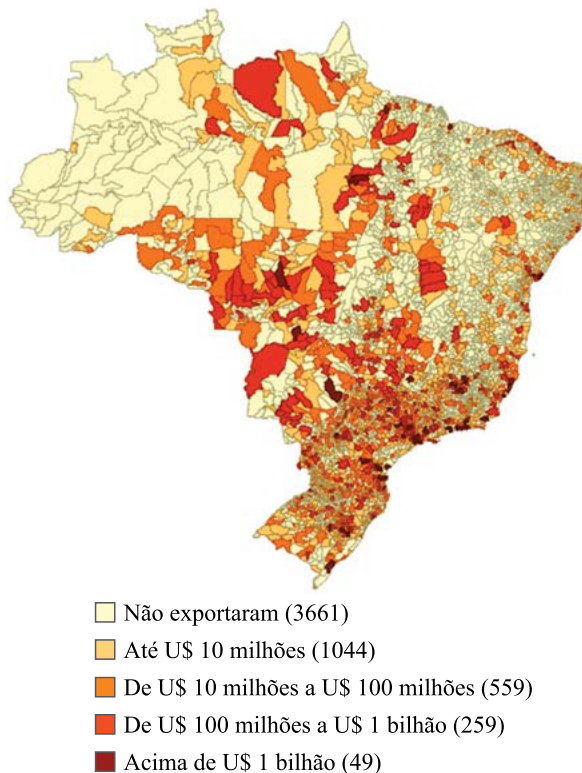 Não exportaram (3661)
Até U$ 10 milhões (1044)
De U$ 10 milhões a U$ 100 milhões (559)
De U$ 100 milhões a U$ 1 bilhão (259)
Acima de U$ 1 bilhão (49)